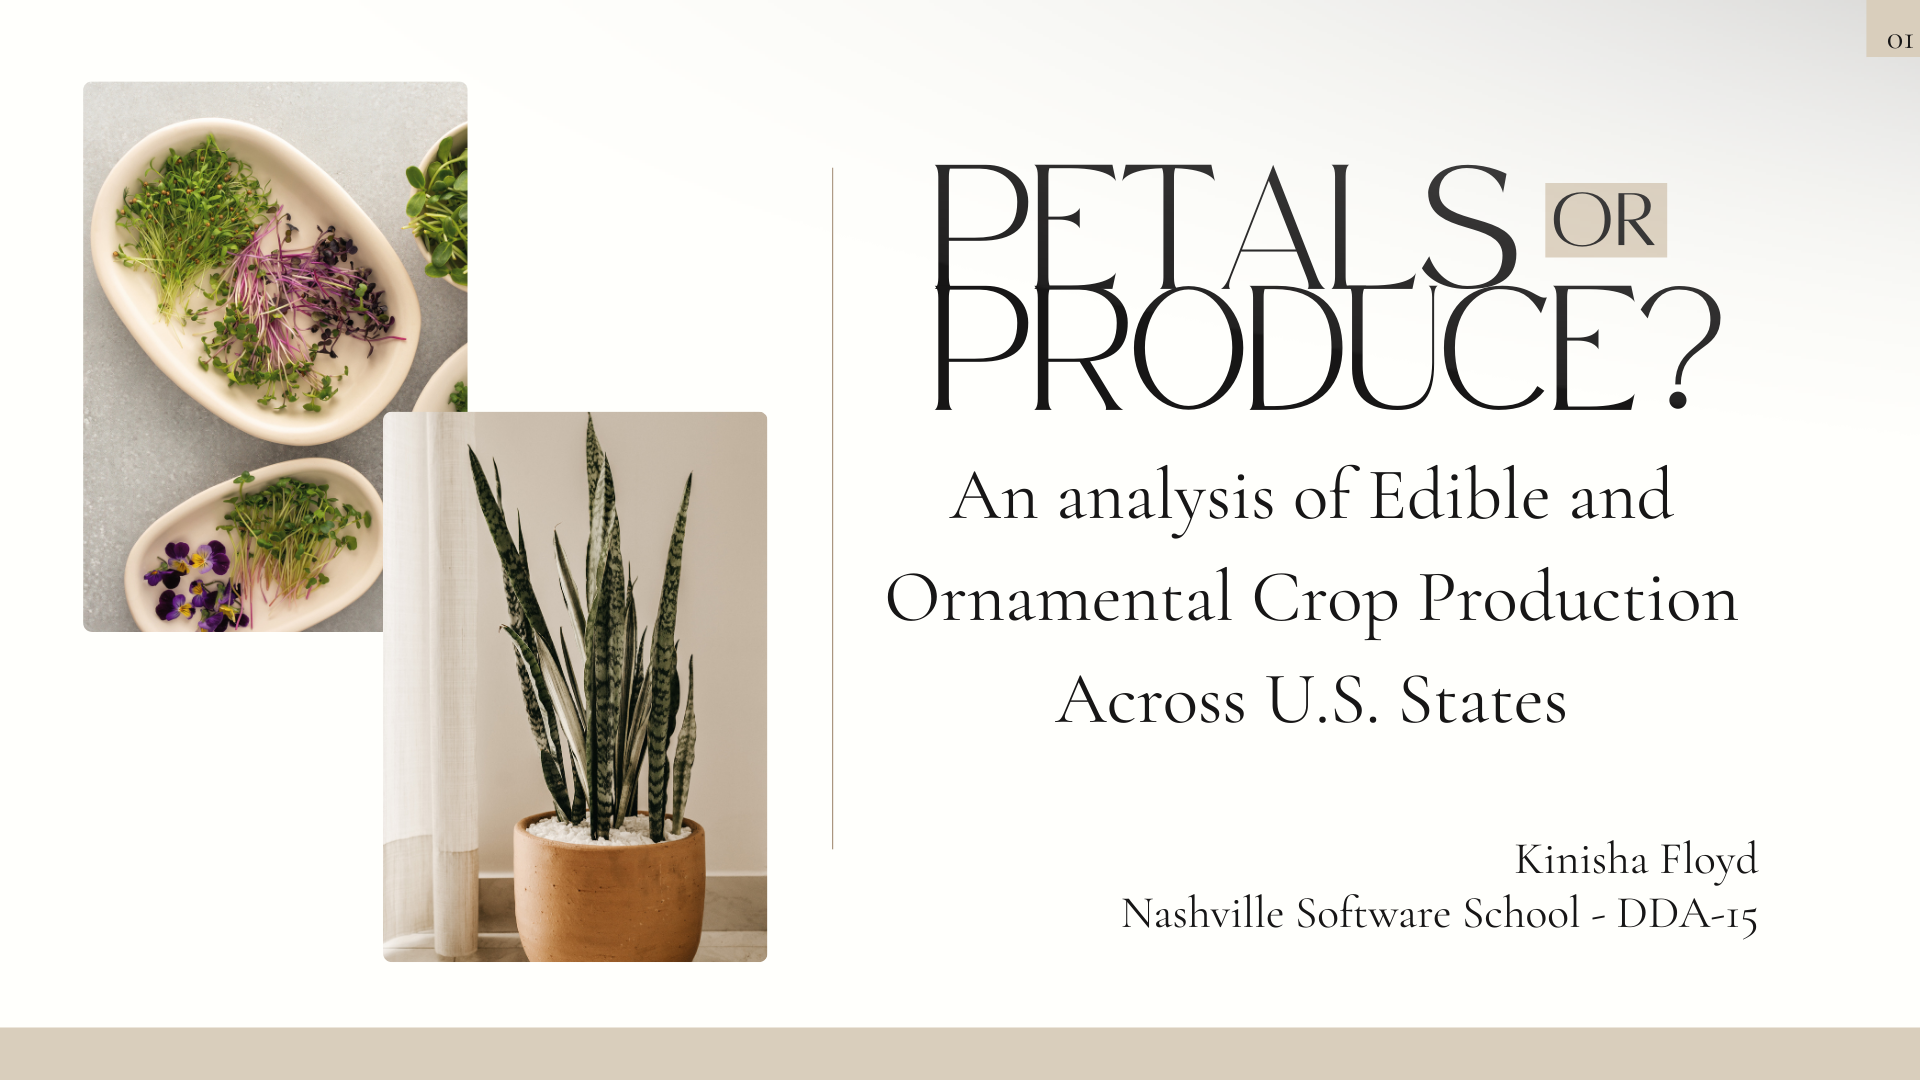 01
PETALS OR
PRODUCE?
An analysis of Edible and
Ornamental Crop Production
Across U.S. States
Kinisha Floyd
Nashville Software School - DDA-15